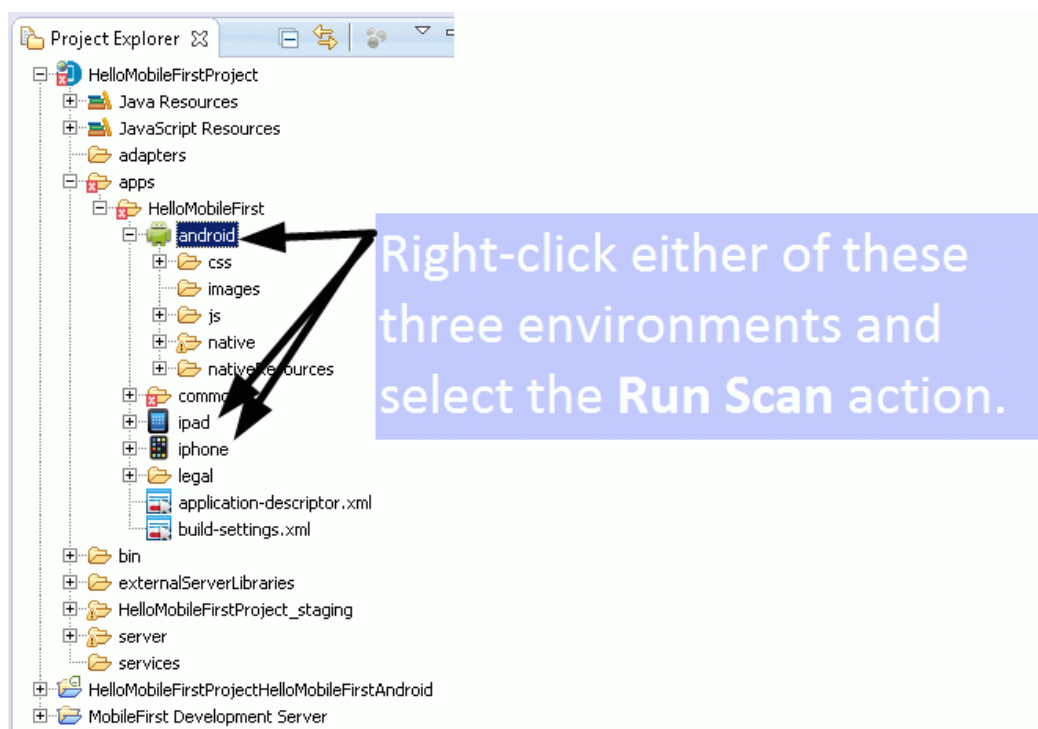 Project Explorer
HelloMobileFirstProject
Java Resources
JavaScript Resources
adapters
apps
HelloMobileFirst
android
css
images
js
native
nativeResources
ipad
iphone
legal
application-descriptor.xml
build-settings.xml
bin
externalServerLibraries
HelloMobileFirstProject_staging
server
services
HelloMobileFirstProjectHelloMobileFirstAndroid
MobileFirst Development Server
Right-click either of these
three environments and
select the Run Scan action.